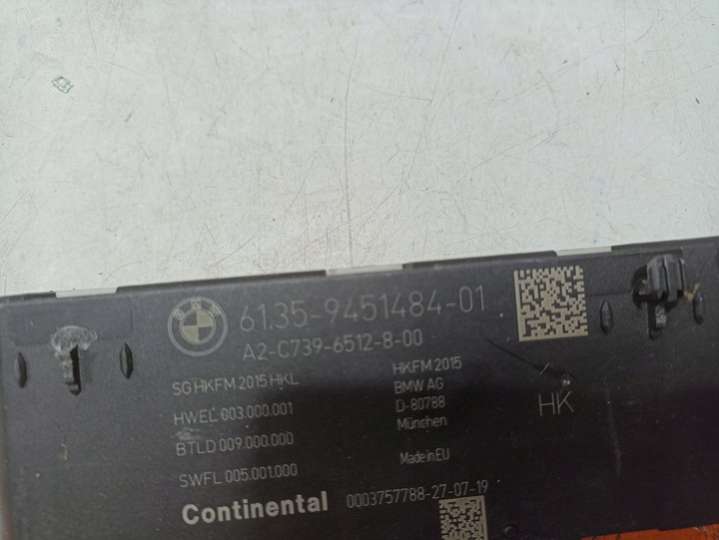 BMW
61.35-9451484-01
A2-C739-6512-8-00
SG HKFM 2015 HKL
HWEL 003.000.001
BTLD 009.000.000
SWFL 005.001.000
HKFM 2015
BMW AG
D-80788
München
Made in EU
HK
Continental 0003757788-27-07-19